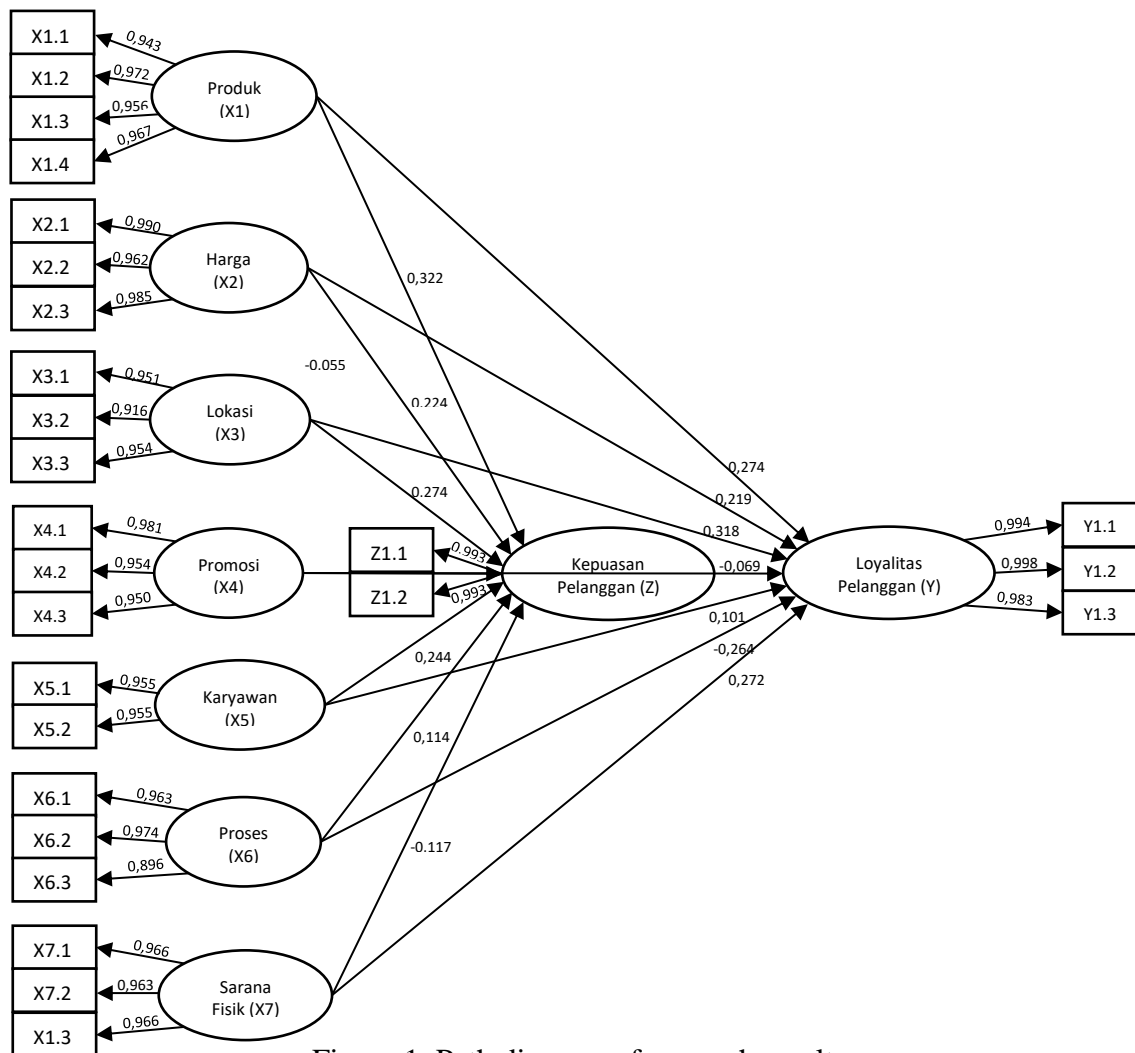 X1.1
X1.2
X1.3
X1.4
0,943
0,972
0,956
0,967
Produk
(X1)
X2.1
X2.2
X2.3
0,990
0,962
0,985
Harga
(X2)
X3.1
X3.2
X3.3
0,951
0,916
0,954
Lokasi
(X3)
X4.1
X4.2
X4.3
0,981
0,954
0,950
Promosi
(X4)
X5.1
X5.2
0,955
0,955
Karyawan
(X5)
X6.1
X6.2
X6.3
0,963
0,974
0,896
Proses
(X6)
X7.1
X7.2
X1.3
0,966
0,963
0,966
Sarana
Fisik (X7)
0,322
-0.055
0.224
0.274
0,244
0,114
-0.117
Z1.1
Z1.2
0.993
0,993
Kepuasan
Pelanggan (Z)
0,274
0,219
0,318
-0,069
0,101
-0,264
0,272
Loyalitas
Pelanggan (Y)
0,994
0,998
0,983
Y1.1
Y1.2
Y1.3